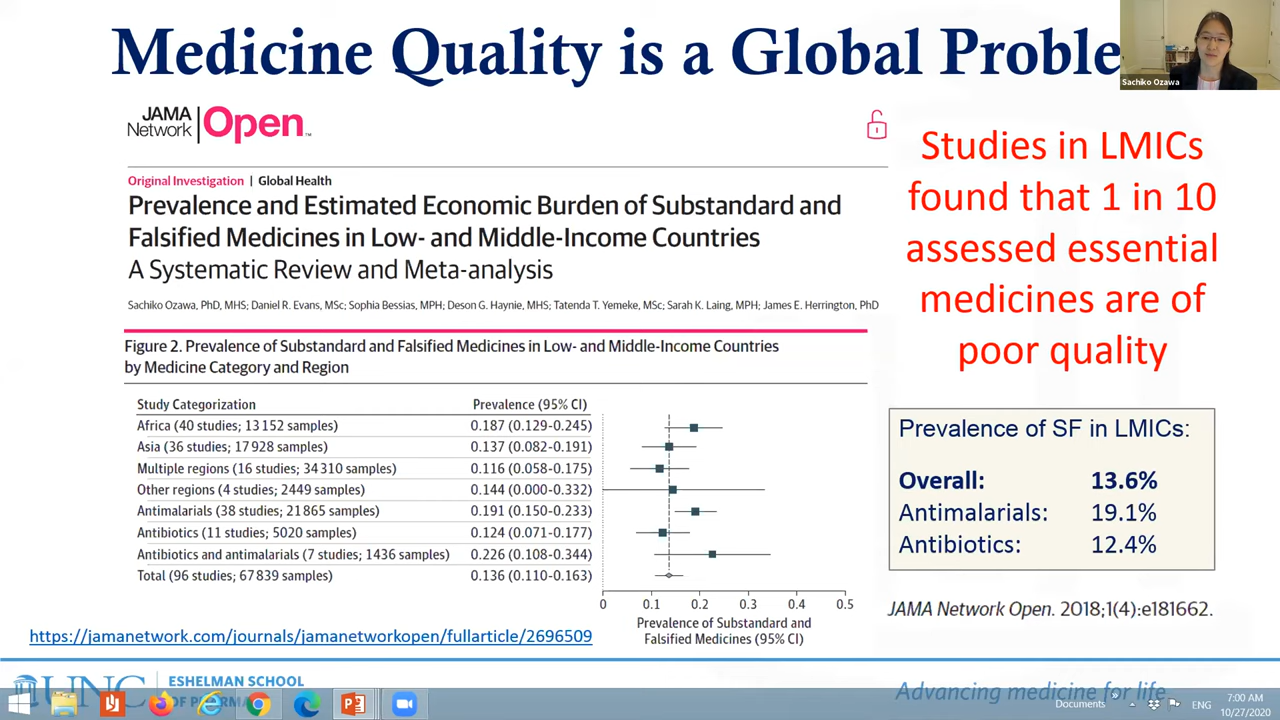 Medicine Quality is a Global Proble
Sachiko Ozawa
JAMA
Network
Open™
Studies in LMICs
found that 1 in 10
assessed essential
medicines are of
poor quality
Original Investigation | Global Health
Prevalence and Estimated Economic Burden of Substandard and
Falsified Medicines in Low- and Middle-Income Countries
A Systematic Review and Meta-analysis
Sachiko Ozawa, PhD, MHS; Daniel R. Evans, MSc; Sophia Bessias, MPH; Deson G. Haynie, MHS; Tatenda T. Yemeke, MSc; Sarah K. Laing, MPH; James E. Herrington, PhD
Figure 2. Prevalence of Substandard and Falsified Medicines in Low- and Middle-Income Countries
by Medicine Category and Region
Study Categorization Prevalence (95% CI)
Africa (40 studies; 13 152 samples) 0.187 (0.129-0.245)
Asia (36 studies; 17 928 samples) 0.137 (0.082-0.191)
Multiple regions (16 studies; 34 310 samples) 0.116 (0.058-0.175)
Other regions (4 studies; 2449 samples) 0.144 (0.000-0.332)
Antimalarials (38 studies; 21 865 samples) 0.191 (0.150-0.233)
Antibiotics (11 studies; 5020 samples) 0.124 (0.071-0.177)
Antibiotics and antimalarials (7 studies; 1436 samples) 0.226 (0.108-0.344)
Total (96 studies; 67 839 samples) 0.136 (0.110-0.163)
0 0.1 0.2 0.3 0.4 0.5
Prevalence of Substandard and
Falsified Medicines (95% CI)
Prevalence of SF in LMICs:
Overall: 13.6%
Antimalarials: 19.1%
Antibiotics: 12.4%
JAMA Network Open. 2018;1(4):e181662.
https://jamanetwork.com/journals/jamanetworkopen/fullarticle/2696509
UNC
ESHELMAN SCHOOL
OF PHARMA
Advancing medicine for life
Documents
ENG
7:00 AM
10/27/2020